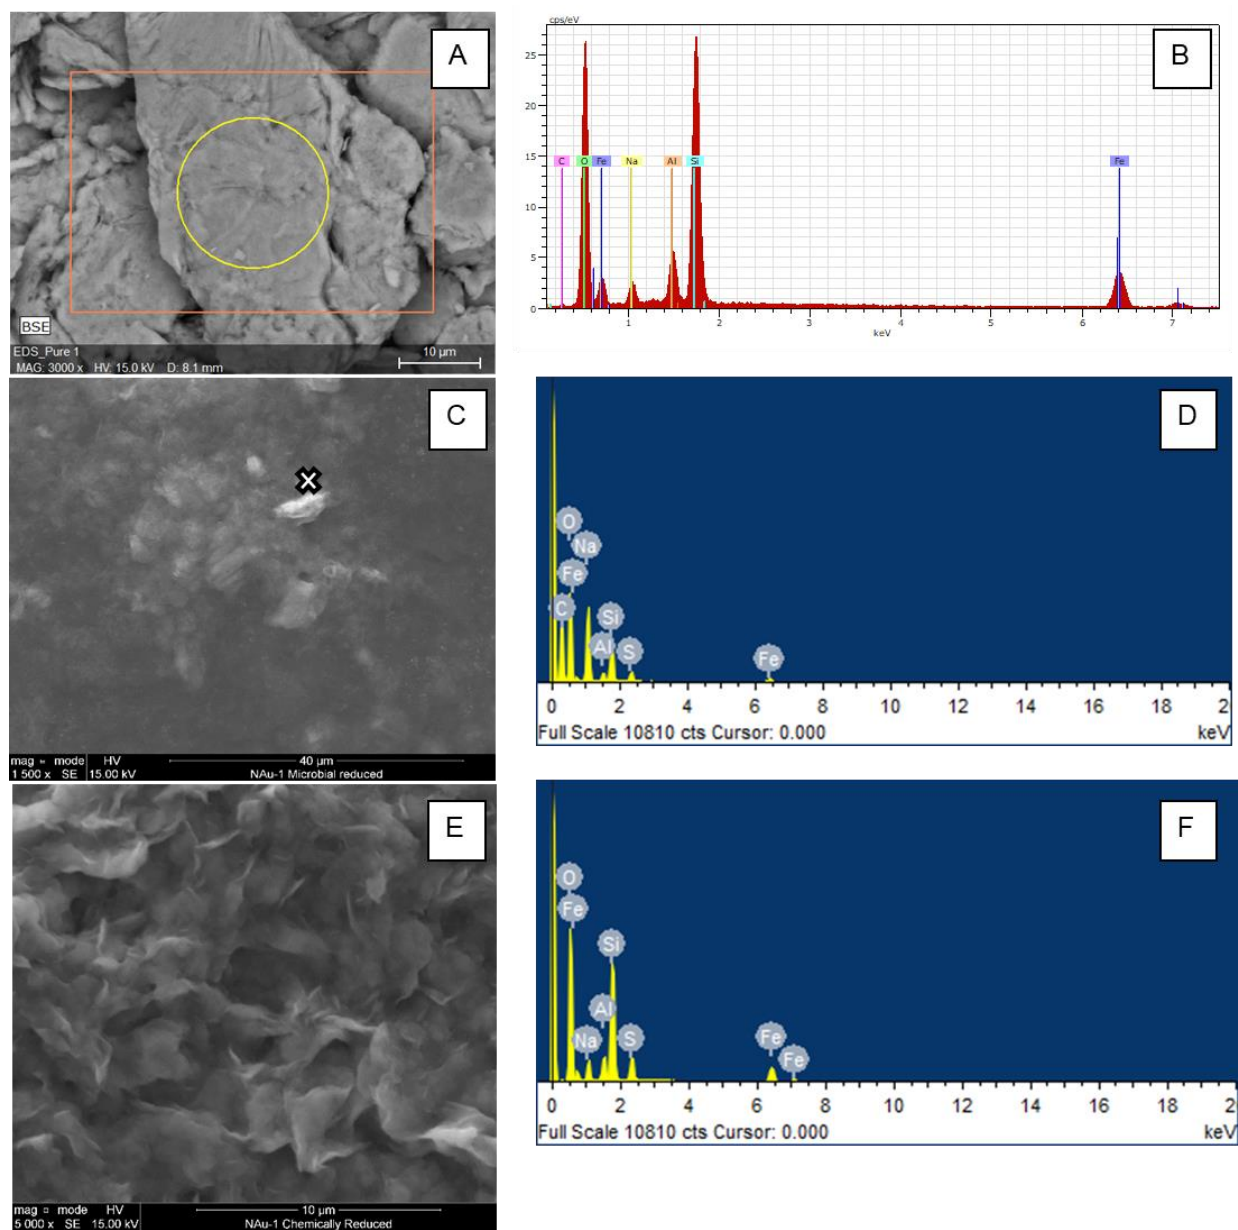 A
BSE
EDS_Pure 1
MAG: 3000 x HV: 15.0 kV D: 8.1 mm
10 µm
B
cps/eV
25
20
15
10
5
0
C O Fe Na Al Si Fe
1 2 3 4 5 6 7
keV
C
mag mode HV
1 500 x SE 15.00 kV
40 µm
NAu-1 Microbial reduced
D
O
Na
Fe
C
Si
Al
S
Fe
0 2 4 6 8 10 12 14 16 18 2
Full Scale 10810 cts Cursor: 0.000
keV
E
mag mode HV
5 000 x SE 15.00 kV
10 µm
NAu-1 Chemically Reduced
F
O
Fe
Si
Al
Na
S
Fe
Fe
0 2 4 6 8 10 12 14 16 18 2
Full Scale 10810 cts Cursor: 0.000
keV